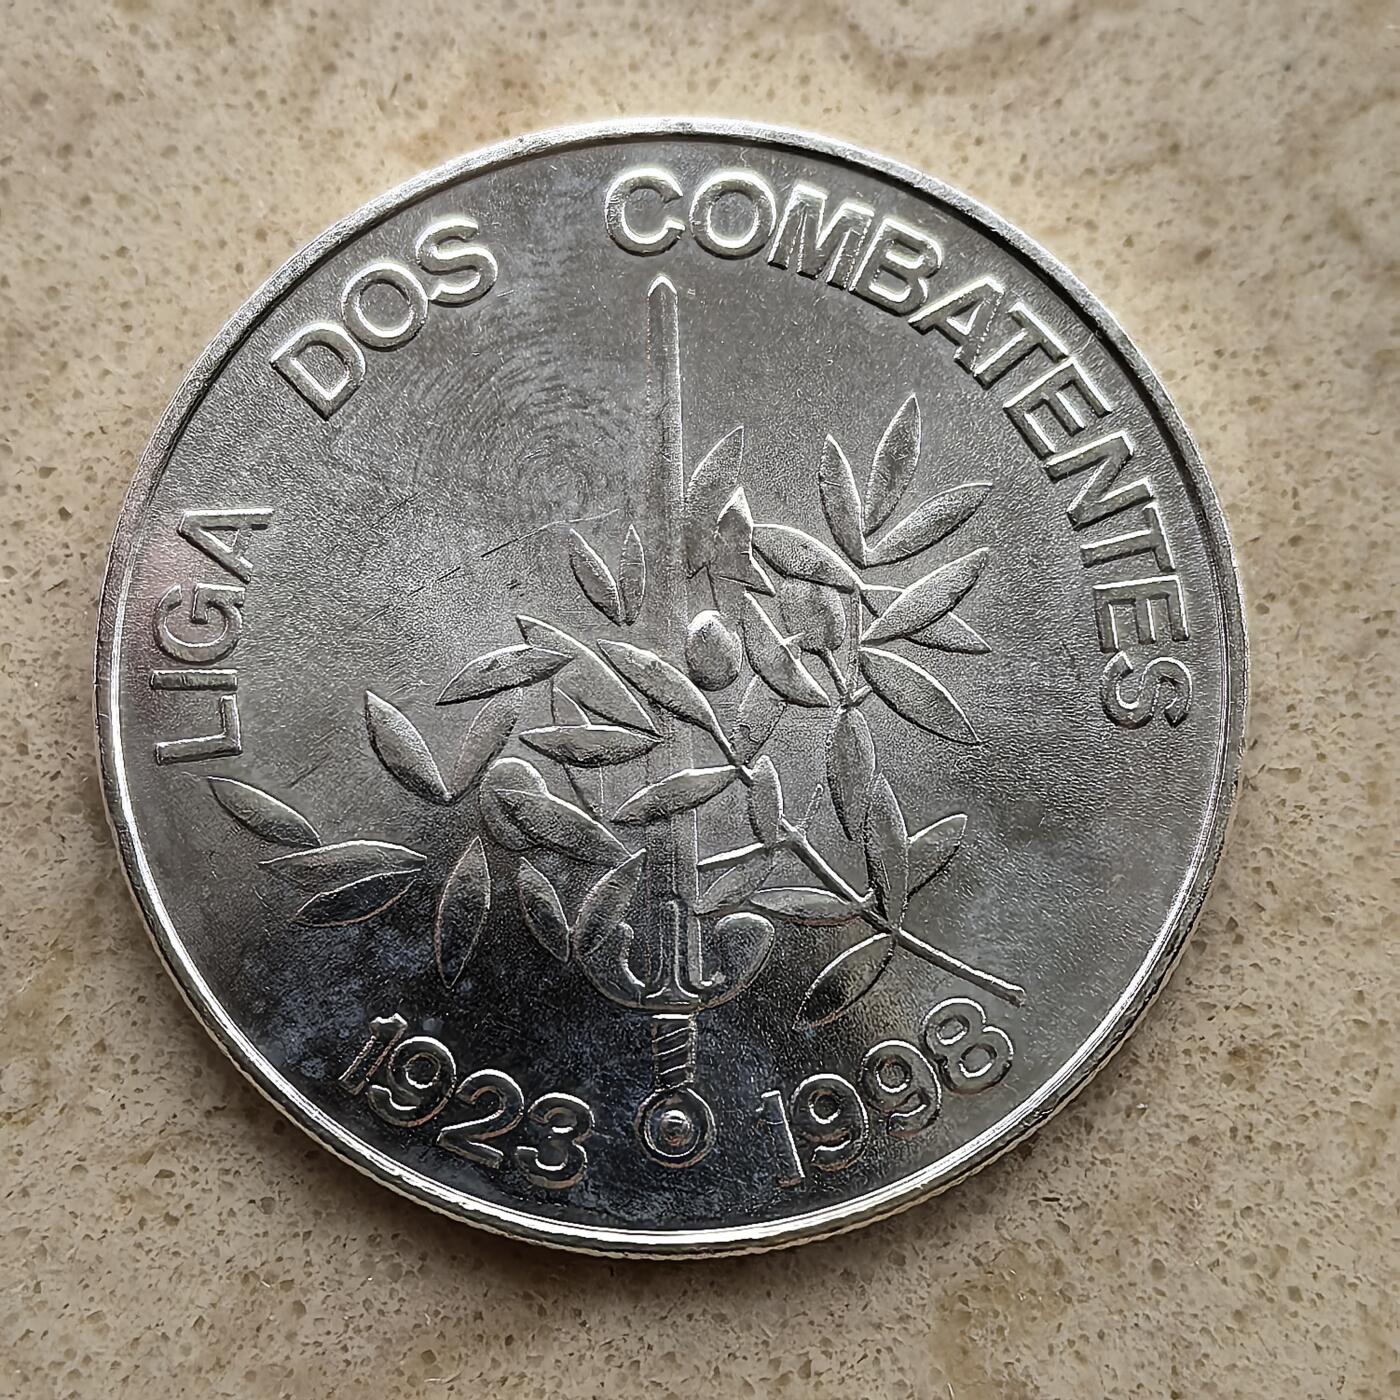 LIGA DOS COMBATENTES
1923 1998